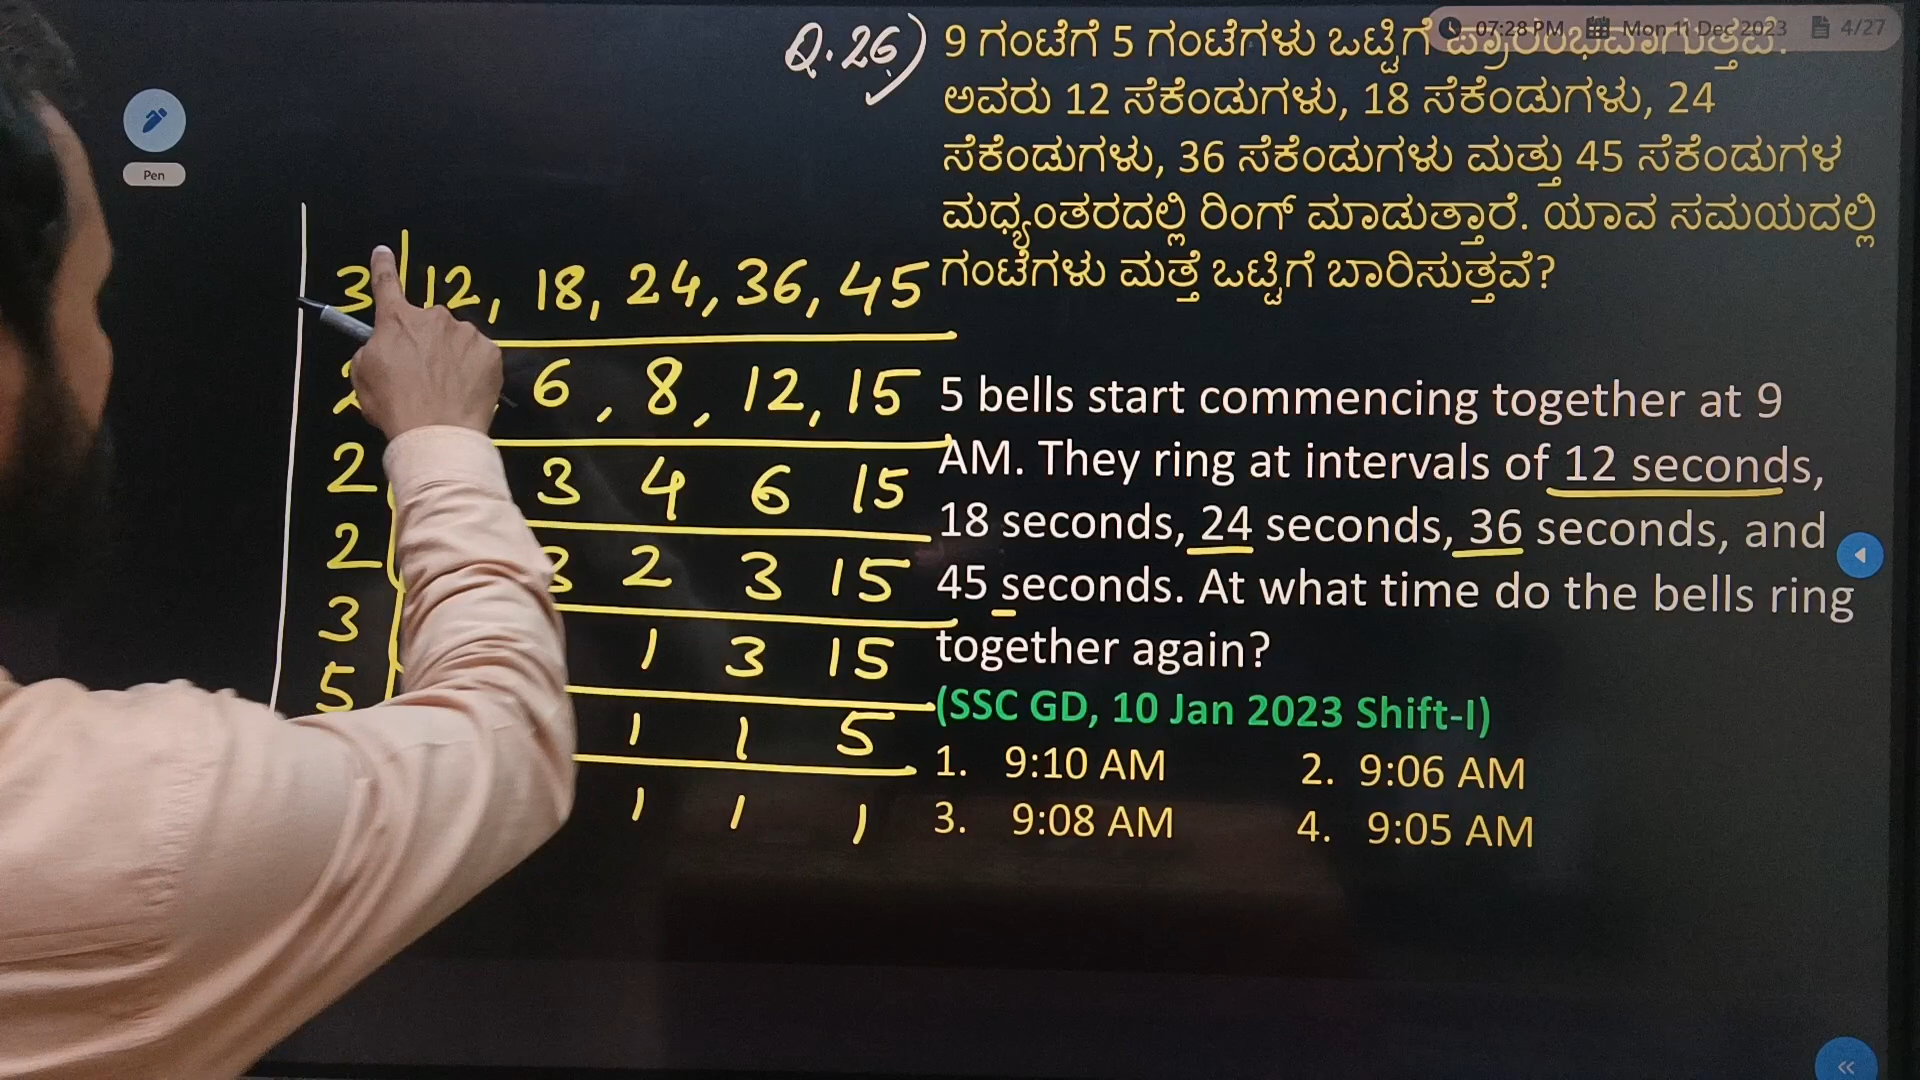 07:28 PM Mon 11 Dec 2023 4/27
Q.26) 9 ಗಂಟೆಗೆ 5 ಗಂಟೆಗಳು ಒಟ್ಟಿಗೆ ಪ್ರಾರಂಭವಾಗುತ್ತವೆ.
ಅವರು 12 ಸೆಕೆಂಡುಗಳು, 18 ಸೆಕೆಂಡುಗಳು, 24
ಸೆಕೆಂಡುಗಳು, 36 ಸೆಕೆಂಡುಗಳು ಮತ್ತು 45 ಸೆಕೆಂಡುಗಳ
ಮಧ್ಯಂತರದಲ್ಲಿ ರಿಂಗ್ ಮಾಡುತ್ತಾರೆ. ಯಾವ ಸಮಯದಲ್ಲಿ
ಗಂಟೆಗಳು ಮತ್ತೆ ಒಟ್ಟಿಗೆ ಬಾರಿಸುತ್ತವೆ?
Pen
3 12, 18, 24, 36, 45
2 6, 8, 12, 15
2 3 4 6 15
2 3 2 3 15
3 1 3 15
5 1 1 5
1 1 1
5 bells start commencing together at 9
AM. They ring at intervals of 12 seconds,
18 seconds, 24 seconds, 36 seconds, and
45 seconds. At what time do the bells ring
together again?
(SSC GD, 10 Jan 2023 Shift-I)
1. 9:10 AM 2. 9:06 AM
3. 9:08 AM 4. 9:05 AM